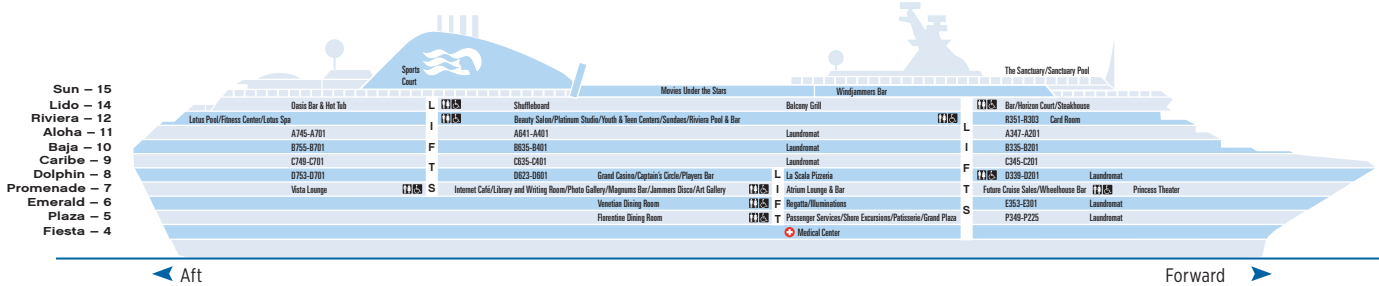 The Sanctuary/Sanctuary Pool
Sports
Court
Sun – 15 Movies Under the Stars Windjammers Bar
Lido – 14 Oasis Bar & Hot Tub Shuffleboard Balcony Grill Bar/Horizon Court/Steakhouse
Riviera – 12 Lotus Pool/Fitness Center/Lotus Spa Beauty Salon/Platinum Studio/Youth & Teen Centers/Sundaes/Riviera Pool & Bar R351-R303 Card Room
Aloha – 11 A745-A701 A641-A401 Laundromat A347-A201
Baja – 10 B755-B701 B635-B401 Laundromat B335-B201
Caribe – 9 C749-C701 C635-C401 Laundromat C345-C201
Dolphin – 8 D753-D701 D623-D601 Grand Casino/Captain's Circle/Players Bar La Scala Pizzeria D339-D201 Laundromat
Promenade – 7 Vista Lounge Internet Café/Library and Writing Room/Photo Gallery/Magnums Bar/Jammers Disco/Art Gallery Atrium Lounge & Bar Future Cruise Sales/Wheelhouse Bar Princess Theater
Emerald – 6 Venetian Dining Room Regatta/Illuminations E353-E301 Laundromat
Plaza – 5 Florentine Dining Room Passenger Services/Shore Excursions/Patisserie/Grand Plaza P349-P225 Laundromat
Fiesta – 4 Medical Center
LIFTS
LIFT
LIFTS
Aft Forward